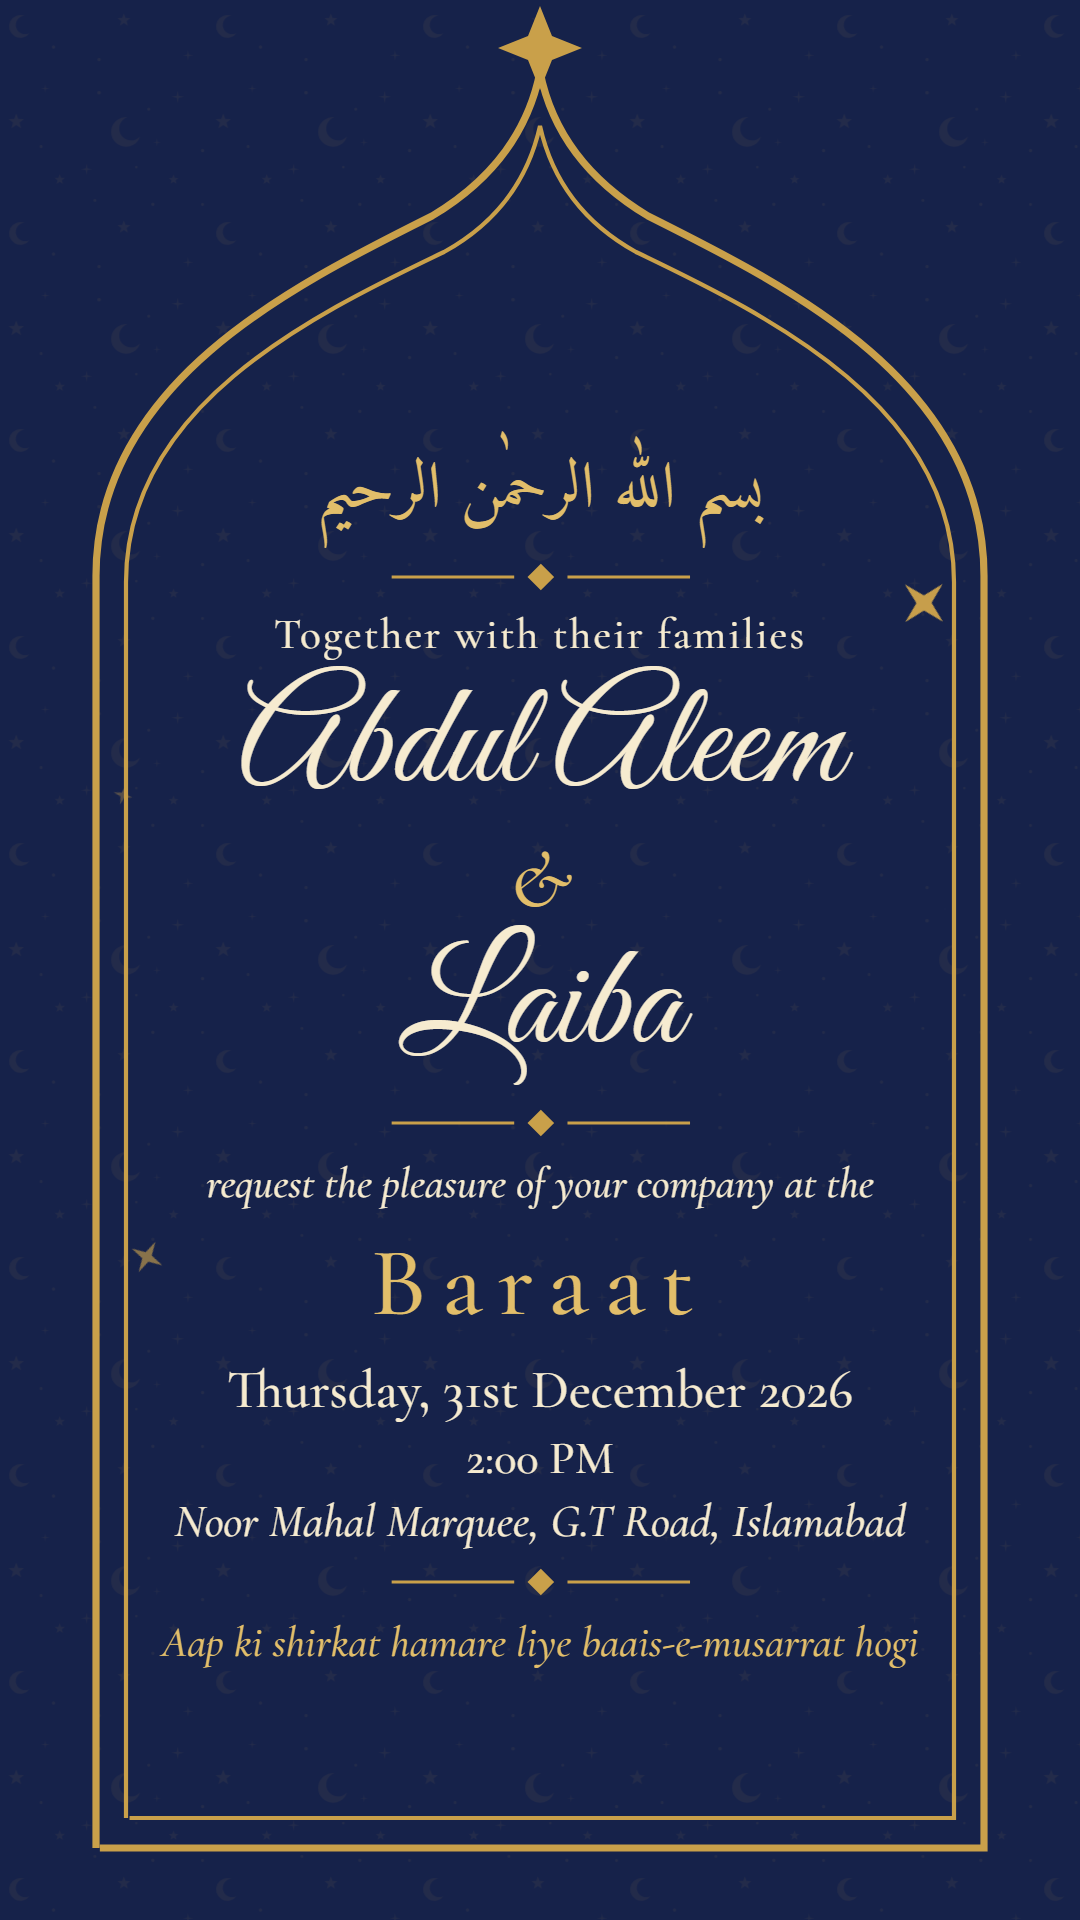 بسم الله الرحمٰن الرحيم
Together with their families
Abdul Aleem
&
Laiba
request the pleasure of your company at the
Baraat
Thursday, 31st December 2026
2:00 PM
Noor Mahal Marquee, G.T Road, Islamabad
Aap ki shirkat hamare liye baais-e-musarrat hogi